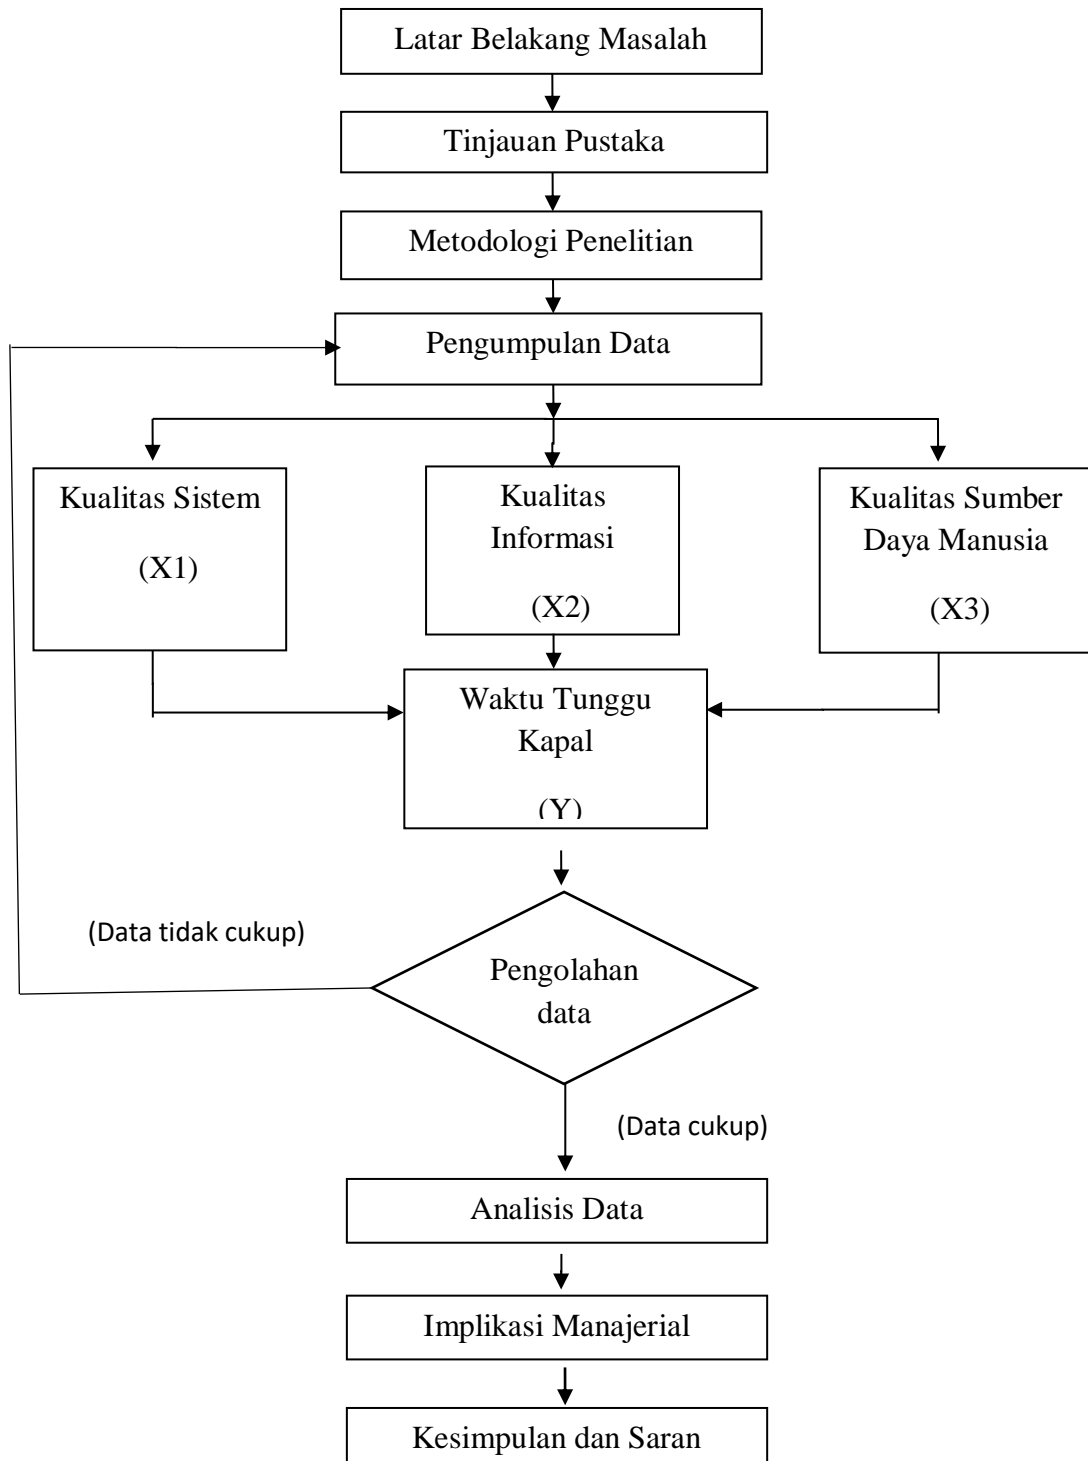 Latar Belakang Masalah
Tinjauan Pustaka
Metodologi Penelitian
Pengumpulan Data
Kualitas Sistem
(X1)
Kualitas
Informasi
(X2)
Kualitas Sumber
Daya Manusia
(X3)
Waktu Tunggu
Kapal
(Y)
(Data tidak cukup)
Pengolahan
data
(Data cukup)
Analisis Data
Implikasi Manajerial
Kesimpulan dan Saran